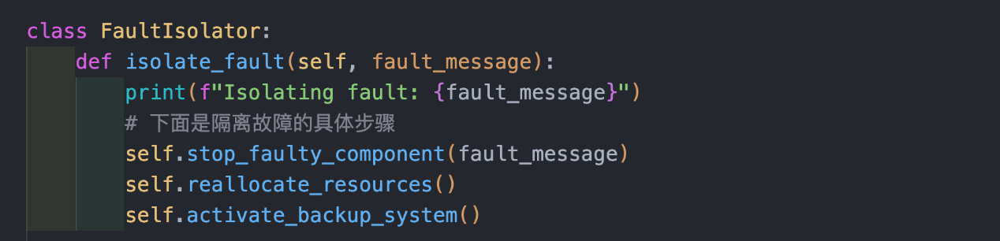 class FaultIsolator:
    def isolate_fault(self, fault_message):
        print(f"Isolating fault: {fault_message}")
        # 下面是隔离故障的具体步骤
        self.stop_faulty_component(fault_message)
        self.reallocate_resources()
        self.activate_backup_system()